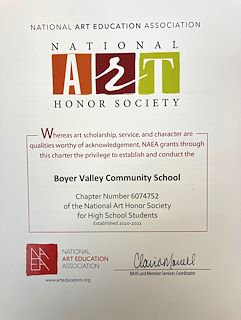 NATIONAL ART EDUCATION ASSOCIATION
NATIONAL
ArT
HONOR SOCIETY
Whereas art scholarship, service, and character are
qualities worthy of acknowledgement, NAEA grants through
this charter the privilege to establish and conduct the
Boyer Valley Community School
Chapter Number 6074752
of the National Art Honor Society
for High School Students
Established 2020-2021
NA
EA
NATIONAL
ART EDUCATION
ASSOCIATION
www.arteducators.org
NAHS and Member Services Coordinator